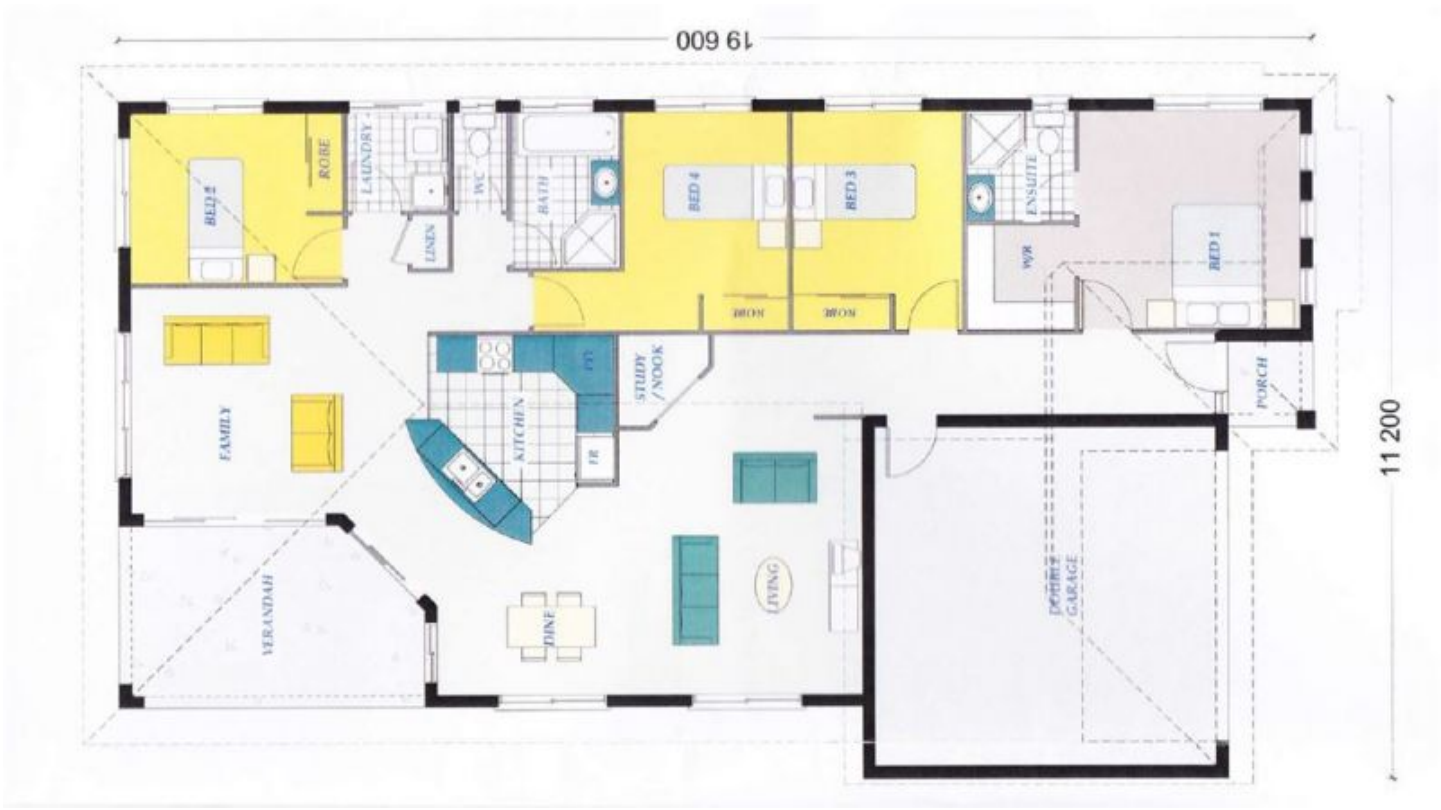 19 600
BED 2
ROBE
LAUNDRY
WC
BATH
BED 4
BED 3
ENSUITE
LINEN
W/R
BED 1
ROBE
ROBE
FAMILY
KITCHEN
STUDY
/ NOOK
FR
PORCH
11 200
VERANDAH
DINE
LIVING
DOUBLE
GARAGE